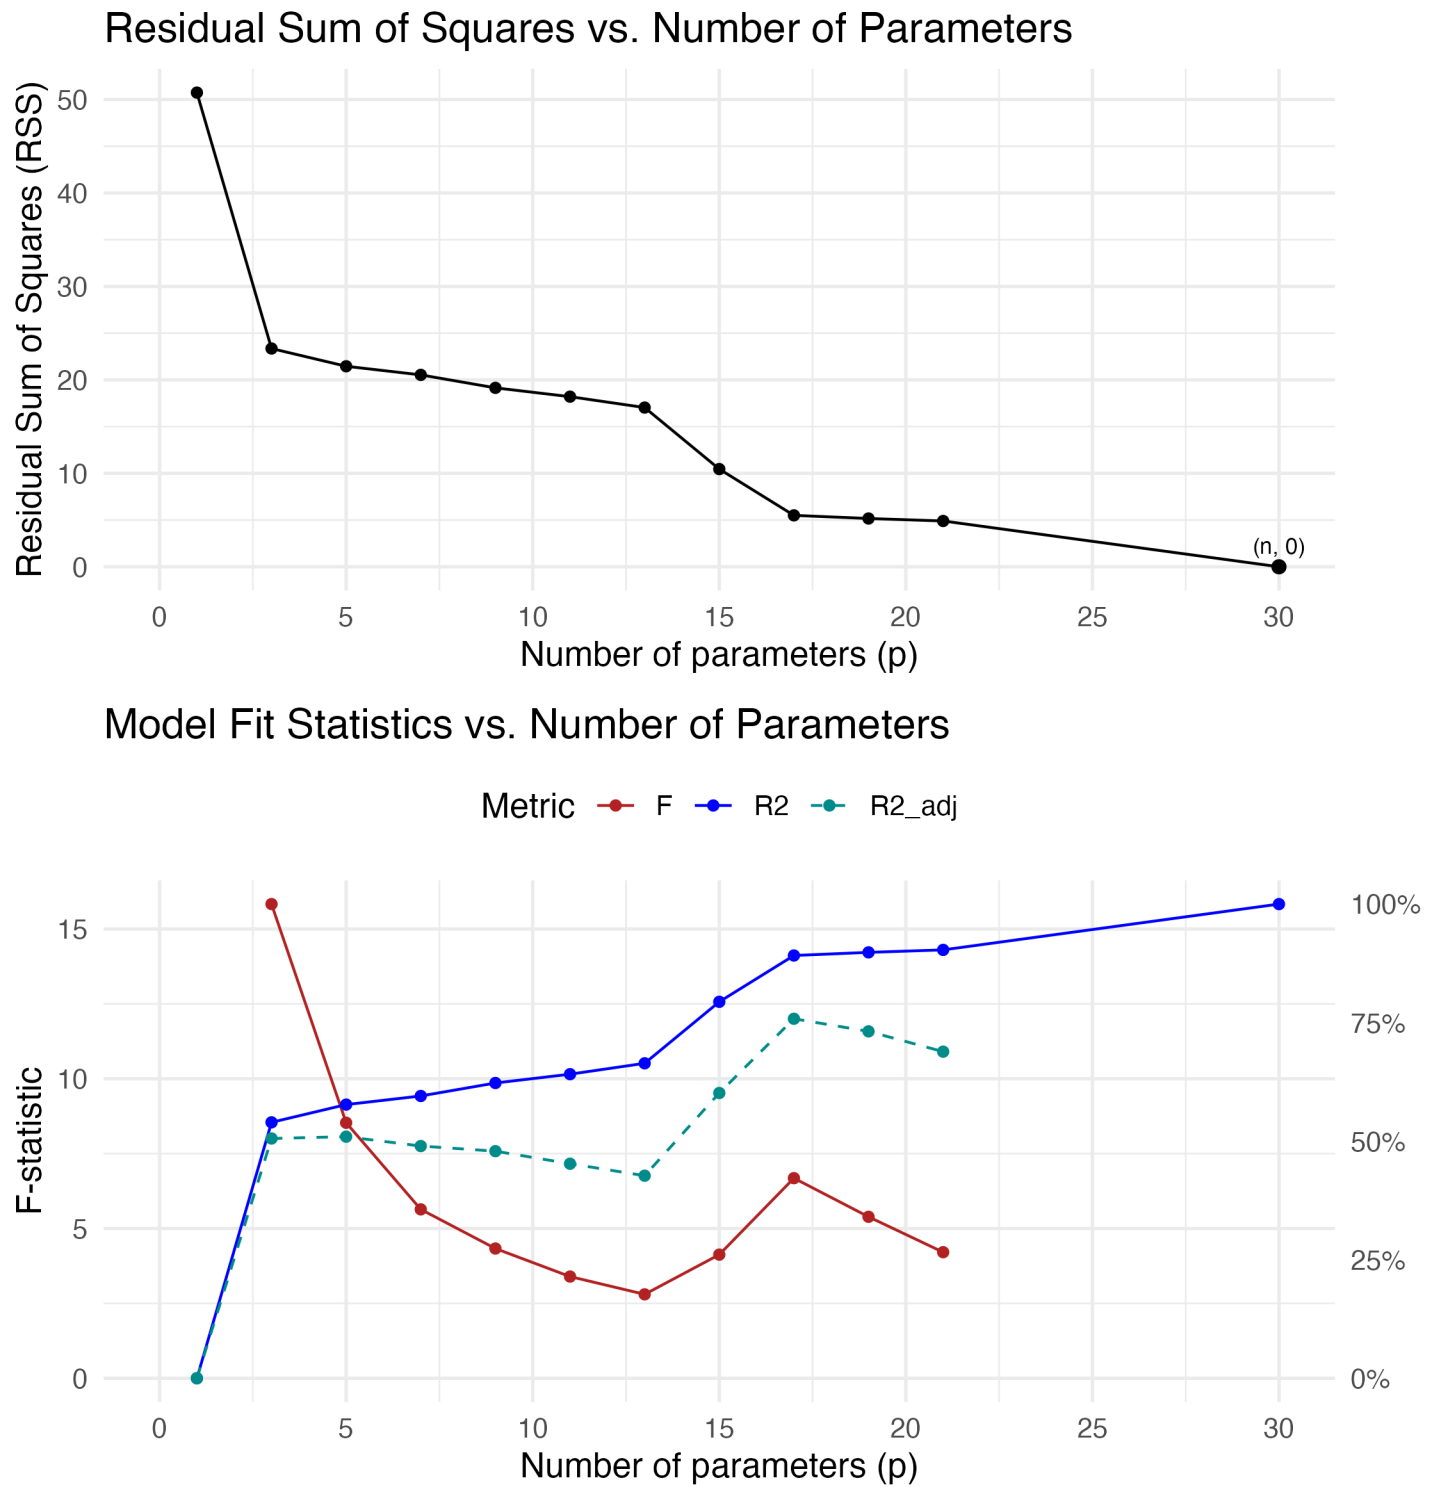 Residual Sum of Squares vs. Number of Parameters
Residual Sum of Squares (RSS)
50
40
30
20
10
0
(n, 0)
0 5 10 15 20 25 30
Number of parameters (p)
Model Fit Statistics vs. Number of Parameters
Metric F R2 R2_adj
F-statistic
15
10
5
0
100%
75%
50%
25%
0%
0 5 10 15 20 25 30
Number of parameters (p)